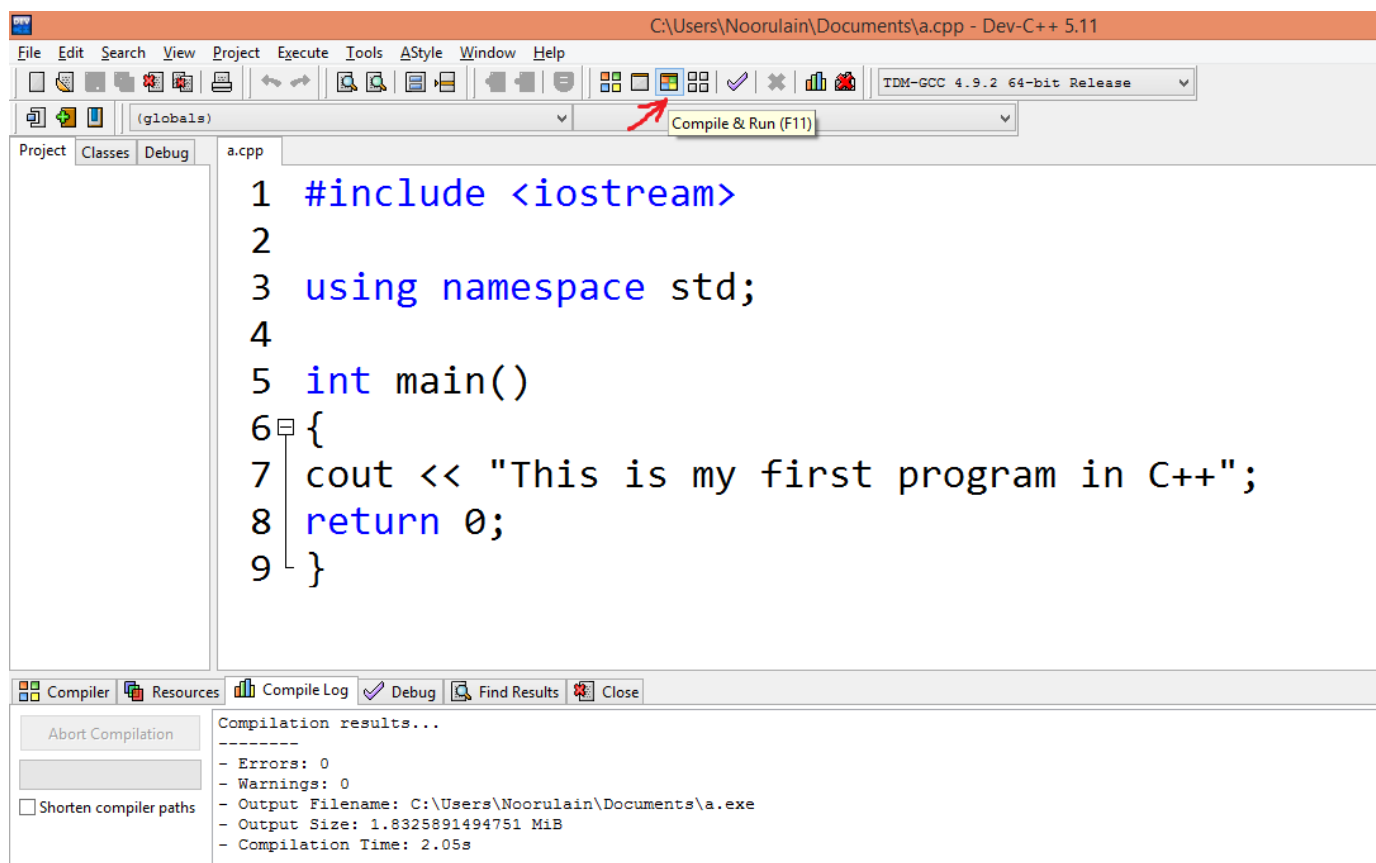 DEV
C:\Users\Noorulain\Documents\a.cpp - Dev-C++ 5.11
File Edit Search View Project Execute Tools AStyle Window Help
TDM-GCC 4.9.2 64-bit Release
(globals)
Compile & Run (F11)
Project Classes Debug a.cpp
1 #include <iostream>
2
3 using namespace std;
4
5 int main()
6 {
7 cout << "This is my first program in C++";
8 return 0;
9 }
Compiler Resources Compile Log Debug Find Results Close
Abort Compilation
Shorten compiler paths
Compilation results...
--------
- Errors: 0
- Warnings: 0
- Output Filename: C:\Users\Noorulain\Documents\a.exe
- Output Size: 1.8325891494751 MiB
- Compilation Time: 2.05s